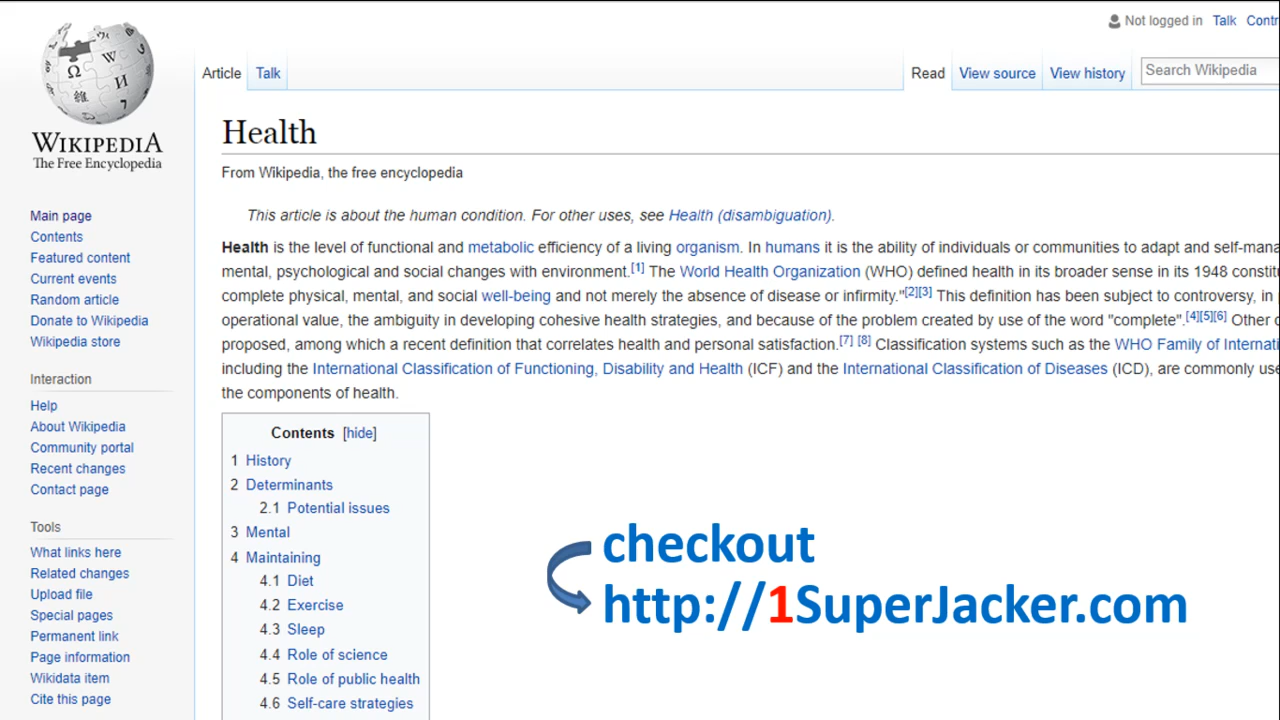 Not logged in Talk Contr
Article Talk Read View source View history Search Wikipedia
WIKIPEDIA
The Free Encyclopedia
Main page
Contents
Featured content
Current events
Random article
Donate to Wikipedia
Wikipedia store
Interaction
Help
About Wikipedia
Community portal
Recent changes
Contact page
Tools
What links here
Related changes
Upload file
Special pages
Permanent link
Page information
Wikidata item
Cite this page
Health
From Wikipedia, the free encyclopedia
This article is about the human condition. For other uses, see Health (disambiguation).
Health is the level of functional and metabolic efficiency of a living organism. In humans it is the ability of individuals or communities to adapt and self-mana
mental, psychological and social changes with environment.[1] The World Health Organization (WHO) defined health in its broader sense in its 1948 constitu
complete physical, mental, and social well-being and not merely the absence of disease or infirmity."[2][3] This definition has been subject to controversy, in
operational value, the ambiguity in developing cohesive health strategies, and because of the problem created by use of the word "complete".[4][5][6] Other
proposed, among which a recent definition that correlates health and personal satisfaction.[7] [8] Classification systems such as the WHO Family of Internati
including the International Classification of Functioning, Disability and Health (ICF) and the International Classification of Diseases (ICD), are commonly use
the components of health.
Contents [hide]
1 History
2 Determinants
2.1 Potential issues
3 Mental
4 Maintaining
4.1 Diet
4.2 Exercise
4.3 Sleep
4.4 Role of science
4.5 Role of public health
4.6 Self-care strategies
checkout
http://1SuperJacker.com